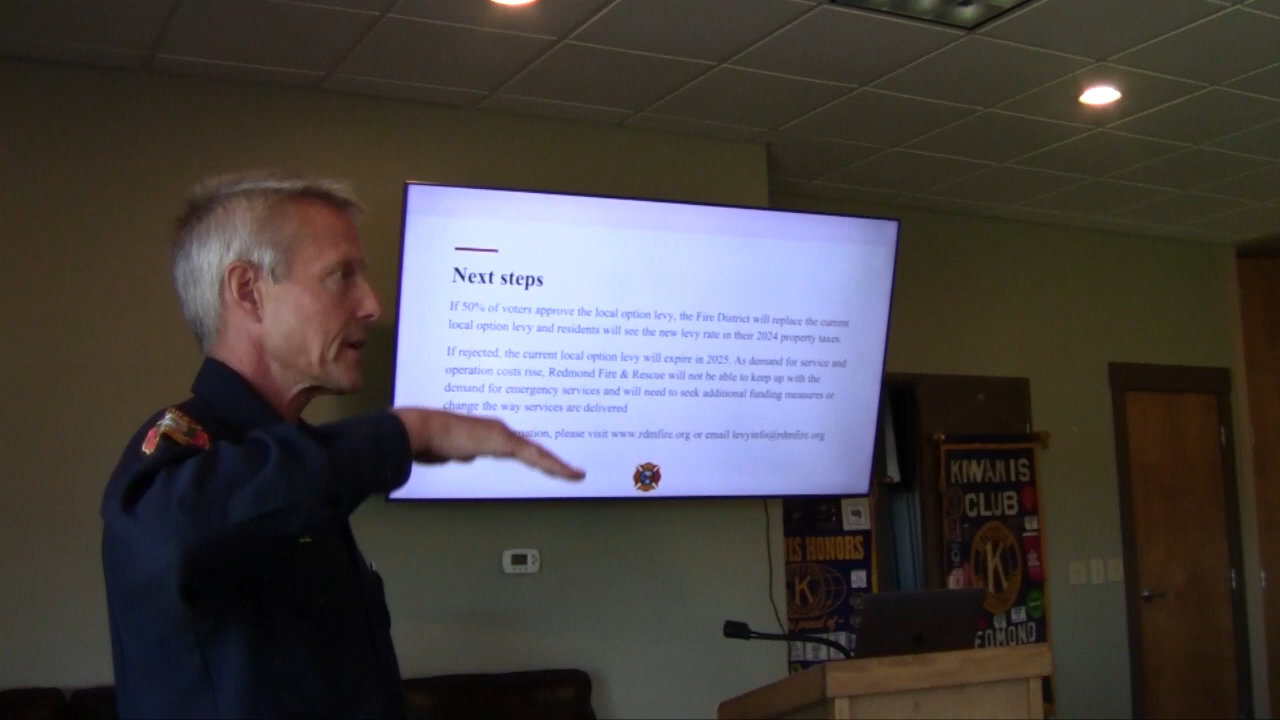 Next steps
If 50% of voters approve the local option levy, the Fire District will replace the current
local option levy and residents will see the new levy rate in their 2024 property taxes.
If rejected, the current local option levy will expire in 2025. As demand for service and
operation costs rise, Redmond Fire & Rescue will not be able to keep up with the
demand for emergency services and will need to seek additional funding measures or
change the way services are delivered
mation, please visit www.rdmfire.org or email levyinfo@rdmfire.org
KIWANIS
CLUB
K
EDMOND
IS HONORS
K
proud of